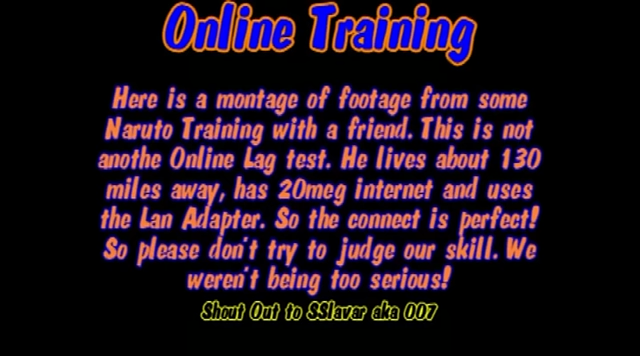 Online Training
Here is a montage of footage from some
Naruto Training with a friend. This is not
anothe Online Lag test. He lives about 130
miles away, has 20meg internet and uses
the Lan Adapter. So the connect is perfect!
So please don't try to judge our skill. We
weren't being too serious!
Shout Out to SSlavar aka 007